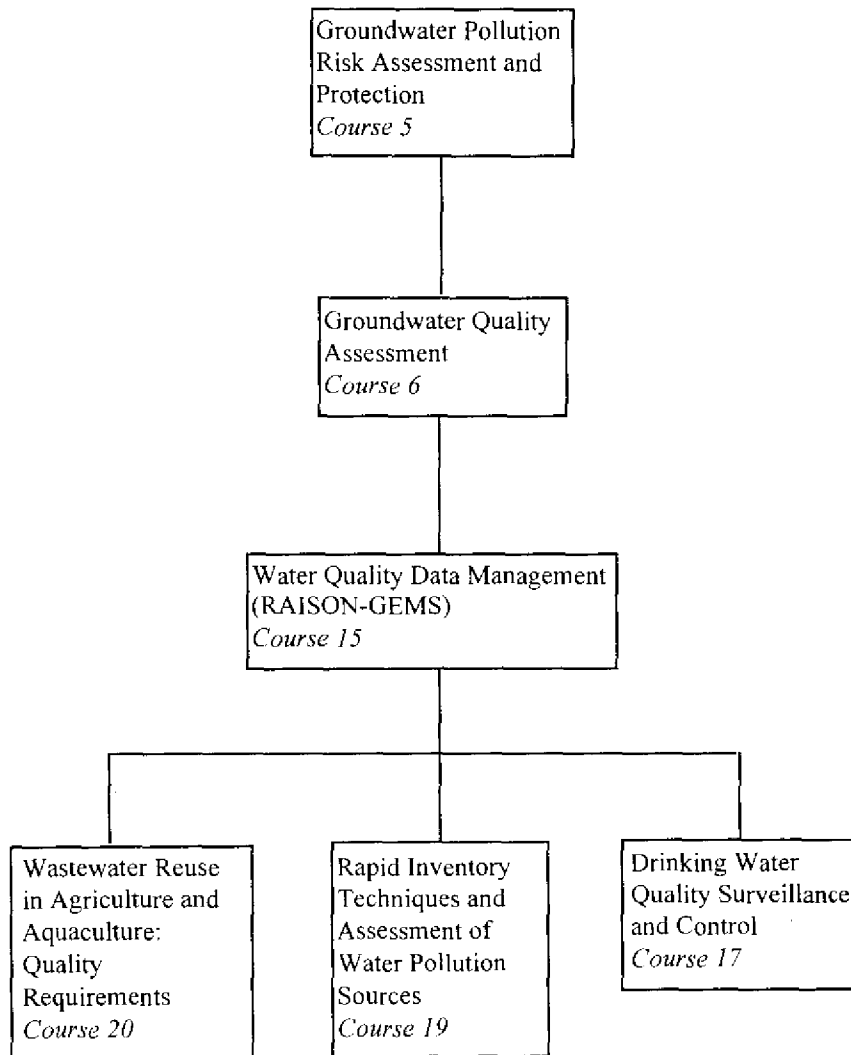 Groundwater Pollution
Risk Assessment and
Protection
Course 5
Groundwater Quality
Assessment
Course 6
Water Quality Data Management
(RAISON-GEMS)
Course 15
Wastewater Reuse
in Agriculture and
Aquaculture:
Quality
Requirements
Course 20
Rapid Inventory
Techniques and
Assessment of
Water Pollution
Sources
Course 19
Drinking Water
Quality Surveillance
and Control
Course 17